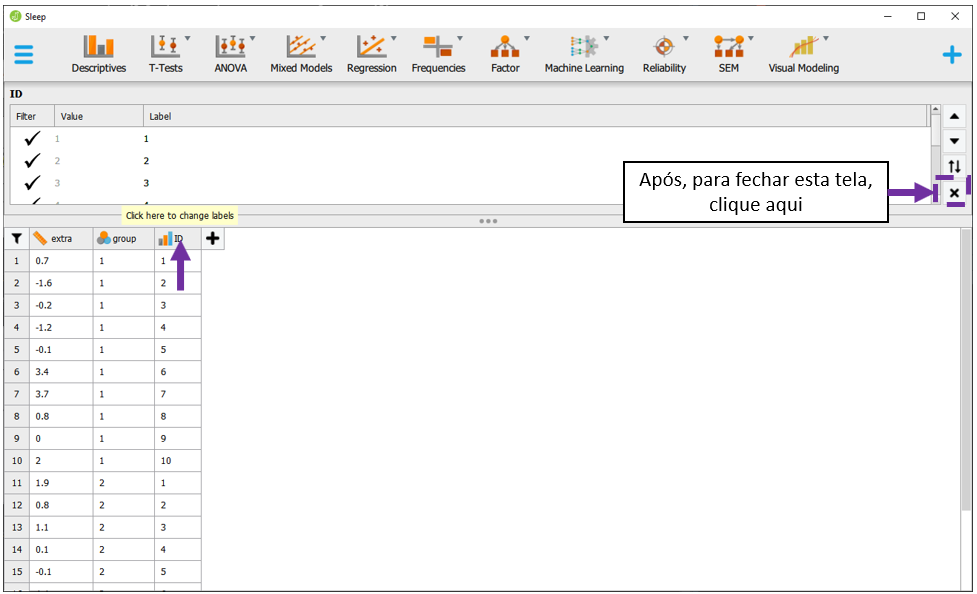 Sleep
Descriptives T-Tests ANOVA Mixed Models Regression Frequencies Factor Machine Learning Reliability SEM Visual Modeling
ID
Filter Value Label
1 1
2 2
3 3
Após, para fechar esta tela,
clique aqui
Click here to change labels
extra group ID
1 0.7 1 1
2 -1.6 1 2
3 -0.2 1 3
4 -1.2 1 4
5 -0.1 1 5
6 3.4 1 6
7 3.7 1 7
8 0.8 1 8
9 0 1 9
10 2 1 10
11 1.9 2 1
12 0.8 2 2
13 1.1 2 3
14 0.1 2 4
15 -0.1 2 5